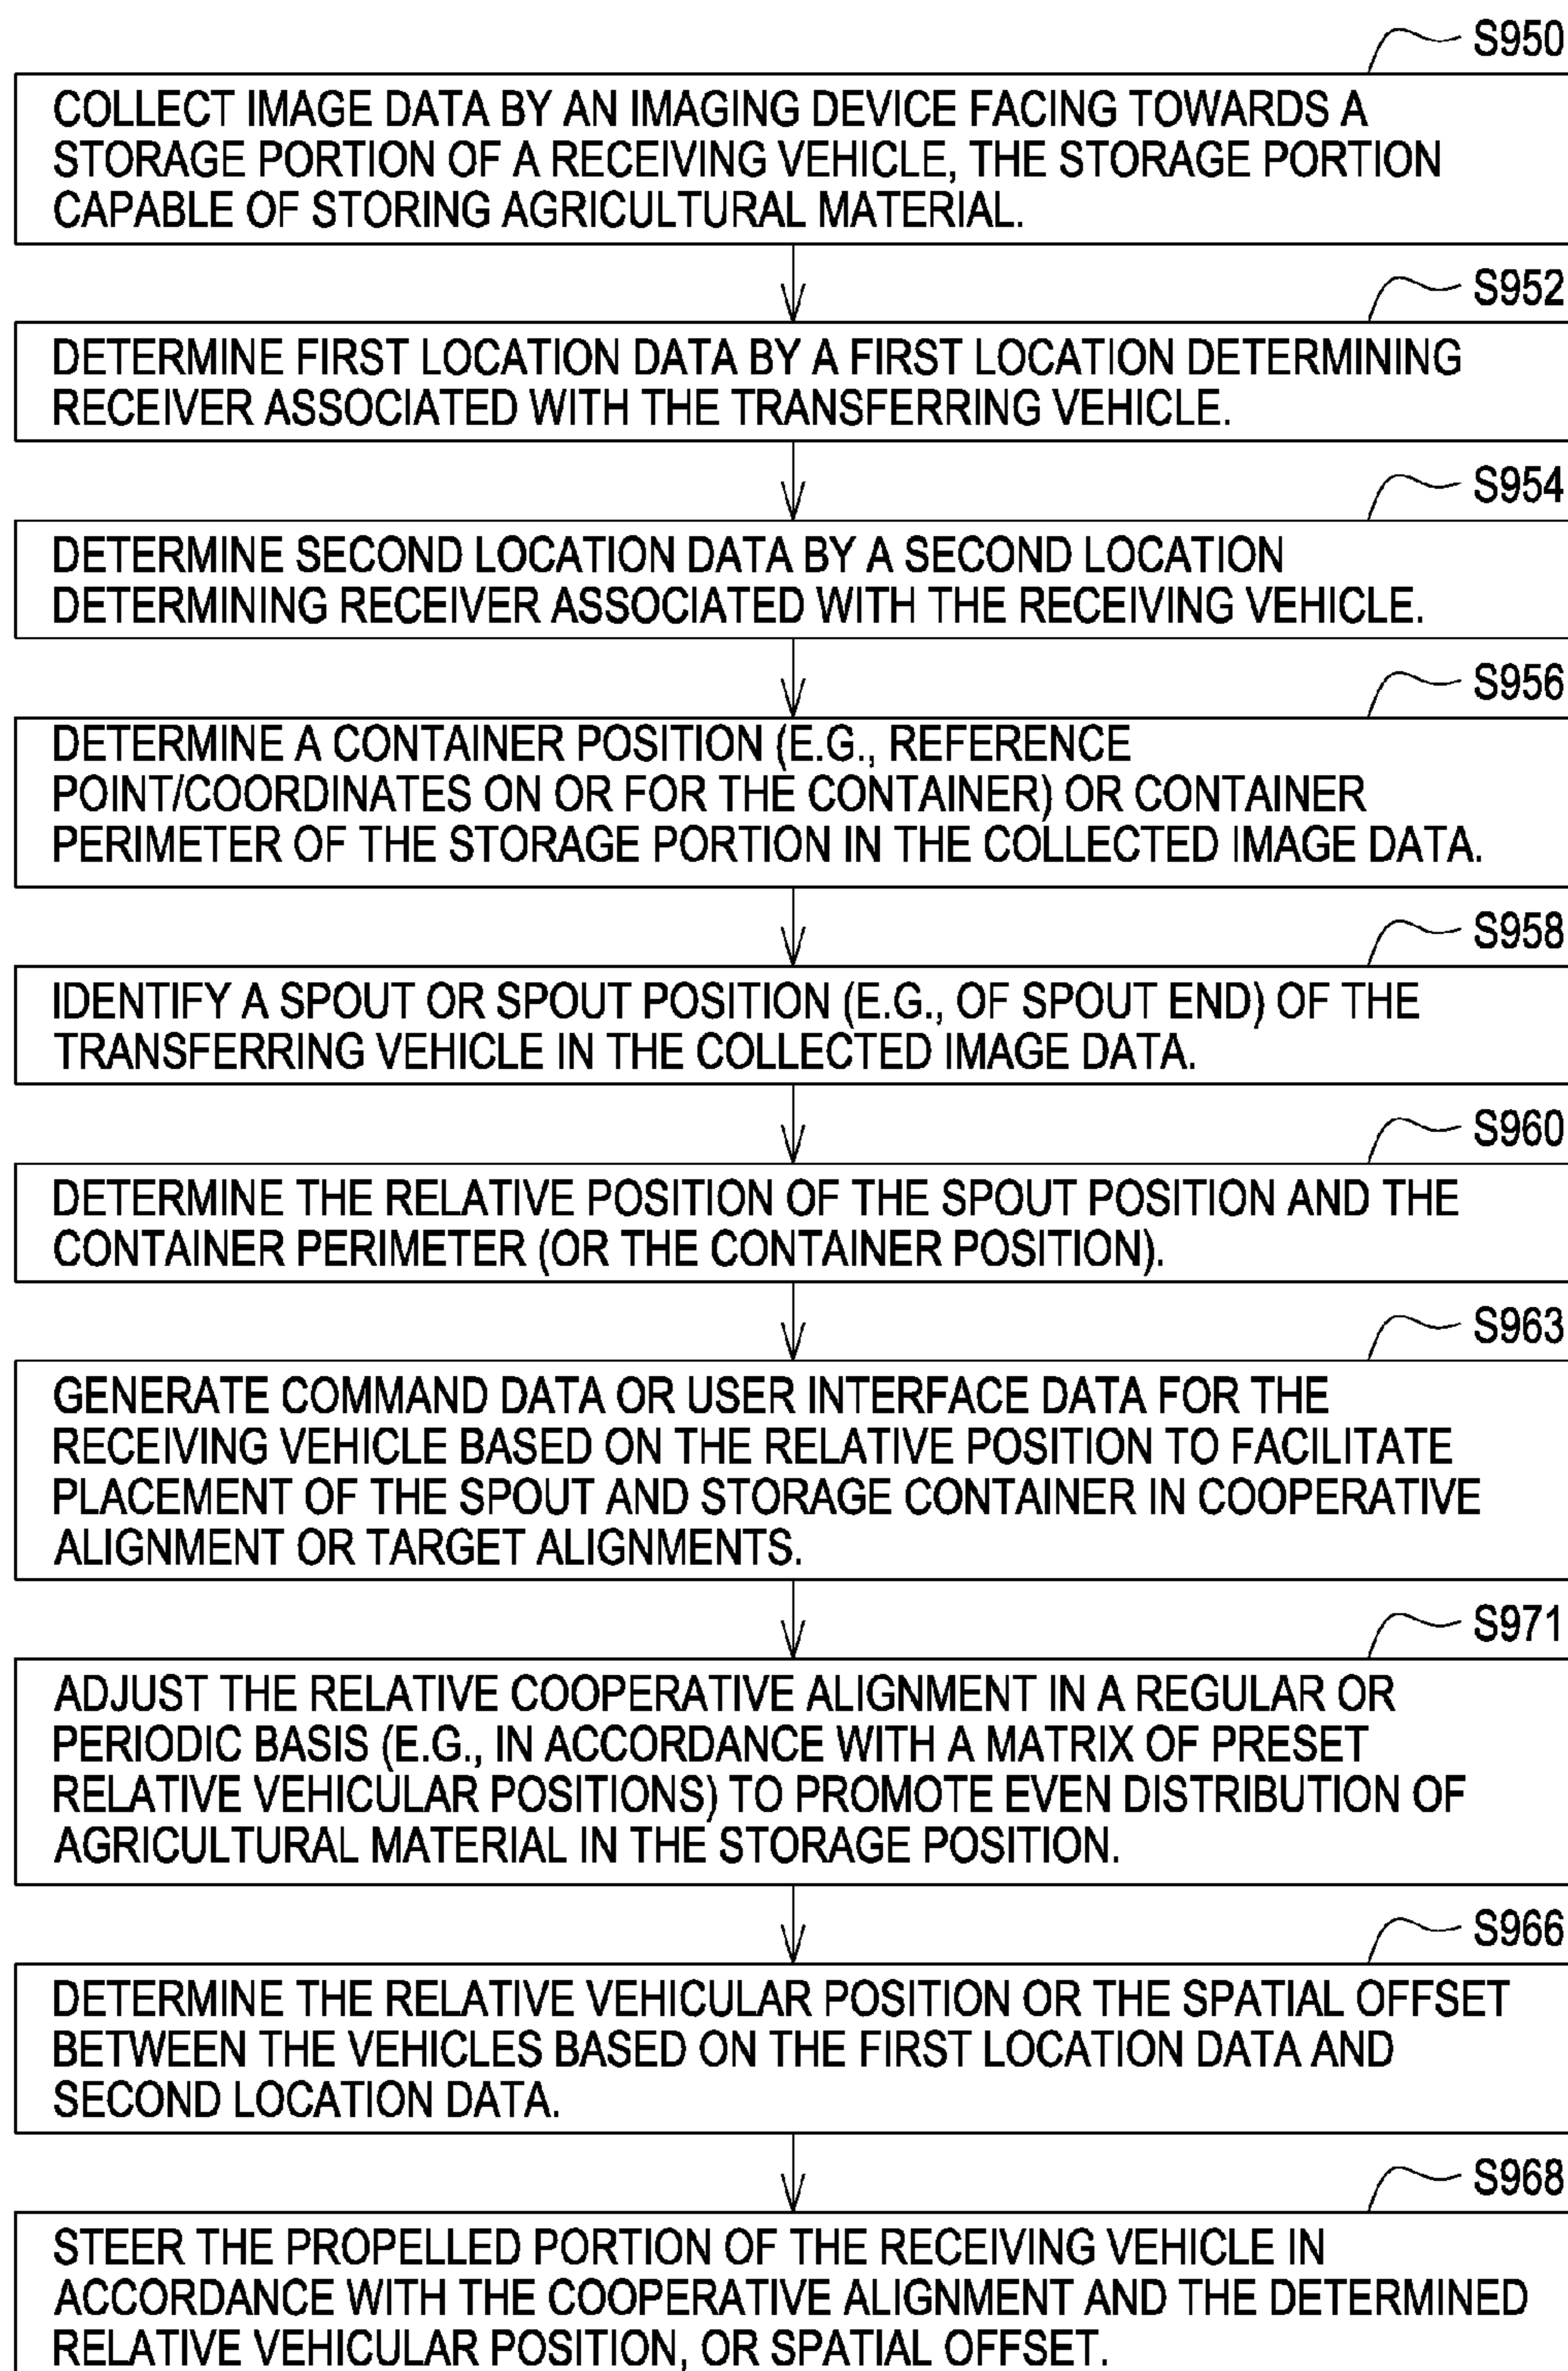 S950
COLLECT IMAGE DATA BY AN IMAGING DEVICE FACING TOWARDS A
STORAGE PORTION OF A RECEIVING VEHICLE, THE STORAGE PORTION
CAPABLE OF STORING AGRICULTURAL MATERIAL.
S952
DETERMINE FIRST LOCATION DATA BY A FIRST LOCATION DETERMINING
RECEIVER ASSOCIATED WITH THE TRANSFERRING VEHICLE.
S954
DETERMINE SECOND LOCATION DATA BY A SECOND LOCATION
DETERMINING RECEIVER ASSOCIATED WITH THE RECEIVING VEHICLE.
S956
DETERMINE A CONTAINER POSITION (E.G., REFERENCE
POINT/COORDINATES ON OR FOR THE CONTAINER) OR CONTAINER
PERIMETER OF THE STORAGE PORTION IN THE COLLECTED IMAGE DATA.
S958
IDENTIFY A SPOUT OR SPOUT POSITION (E.G., OF SPOUT END) OF THE
TRANSFERRING VEHICLE IN THE COLLECTED IMAGE DATA.
S960
DETERMINE THE RELATIVE POSITION OF THE SPOUT POSITION AND THE
CONTAINER PERIMETER (OR THE CONTAINER POSITION).
S963
GENERATE COMMAND DATA OR USER INTERFACE DATA FOR THE
RECEIVING VEHICLE BASED ON THE RELATIVE POSITION TO FACILITATE
PLACEMENT OF THE SPOUT AND STORAGE CONTAINER IN COOPERATIVE
ALIGNMENT OR TARGET ALIGNMENTS.
S971
ADJUST THE RELATIVE COOPERATIVE ALIGNMENT IN A REGULAR OR
PERIODIC BASIS (E.G., IN ACCORDANCE WITH A MATRIX OF PRESET
RELATIVE VEHICULAR POSITIONS) TO PROMOTE EVEN DISTRIBUTION OF
AGRICULTURAL MATERIAL IN THE STORAGE POSITION.
S966
DETERMINE THE RELATIVE VEHICULAR POSITION OR THE SPATIAL OFFSET
BETWEEN THE VEHICLES BASED ON THE FIRST LOCATION DATA AND
SECOND LOCATION DATA.
S968
STEER THE PROPELLED PORTION OF THE RECEIVING VEHICLE IN
ACCORDANCE WITH THE COOPERATIVE ALIGNMENT AND THE DETERMINED
RELATIVE VEHICULAR POSITION, OR SPATIAL OFFSET.